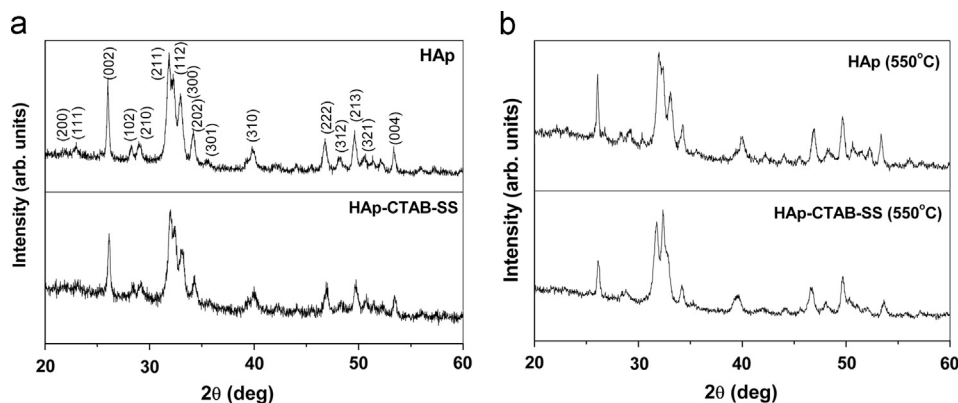 a
HAp
(200)
(111)
(002)
(102)
(210)
(211)
(112)
(300)
(202)
(301)
(310)
(222)
(312)
(213)
(321)
(004)
HAp-CTAB-SS
Intensity (arb. units)
20 30 40 50 60
2θ (deg)
b
HAp (550°C)
HAp-CTAB-SS (550°C)
Intensity (arb. units)
20 30 40 50 60
2θ (deg)